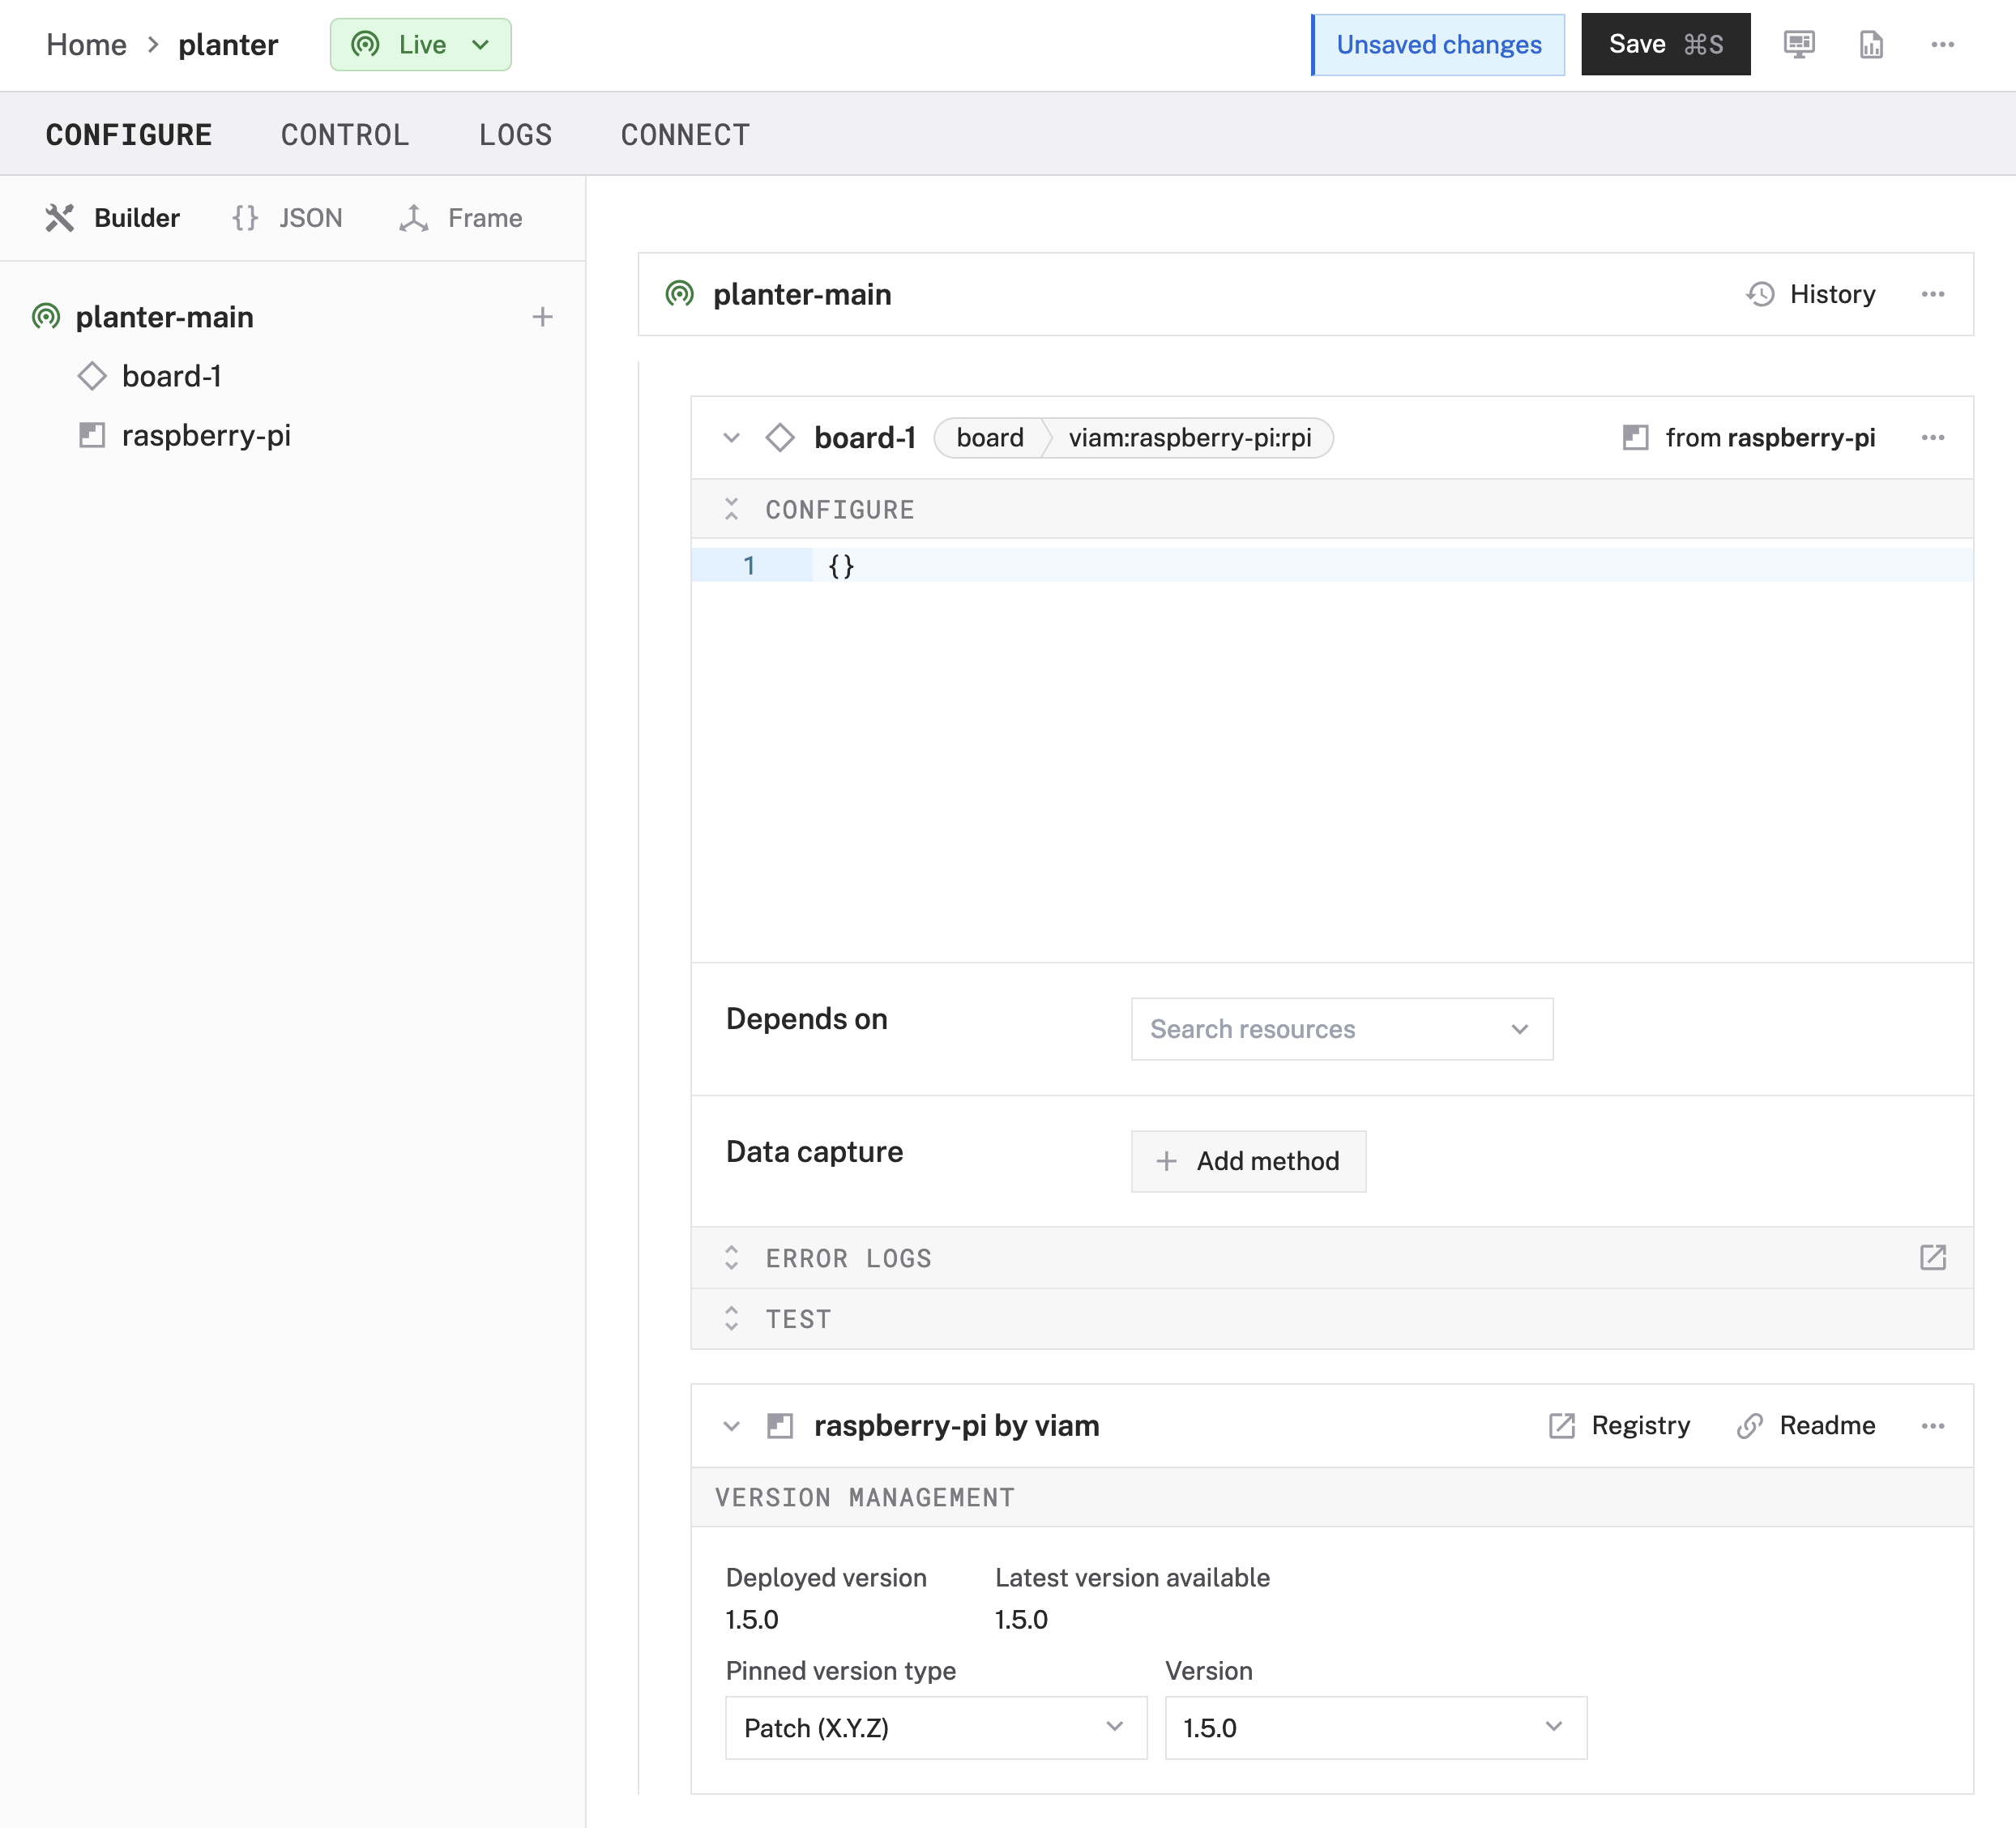 Home > planter Live Unsaved changes Save ⌘S
CONFIGURE CONTROL LOGS CONNECT
Builder {} JSON Frame
planter-main
board-1
raspberry-pi
planter-main History
board-1 board viam:raspberry-pi:rpi from raspberry-pi
CONFIGURE
1 {}
Depends on Search resources
Data capture + Add method
ERROR LOGS
TEST
raspberry-pi by viam Registry Readme
VERSION MANAGEMENT
Deployed version Latest version available
1.5.0 1.5.0
Pinned version type Version
Patch (X.Y.Z) 1.5.0